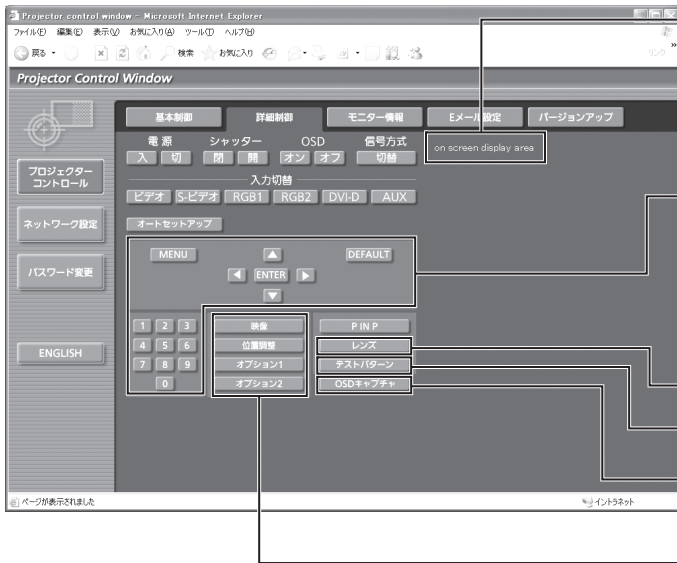 Projector control window - Microsoft Internet Explorer
ファイル(F) 編集(E) 表示(V) お気に入り(A) ツール(T) ヘルプ(H)
戻る 検索 お気に入り リンク »
Projector Control Window
基本制御 詳細制御 モニター情報 Eメール設定 バージョンアップ
電源 シャッター OSD 信号方式
入 切 閉 開 オン オフ 切替
on screen display area
プロジェクター
コントロール
入力切替
ビデオ S-ビデオ RGB1 RGB2 DVI-D AUX
ネットワーク設定
オートセットアップ
パスワード変更
MENU ▲ DEFAULT
◀ ENTER ▶
▼
1 2 3 映像 P IN P
ENGLISH
4 5 6 位置調整 レンズ
7 8 9 オプション1 テストパターン
0 オプション2 OSDキャプチャ
ページが表示されました
イントラネット